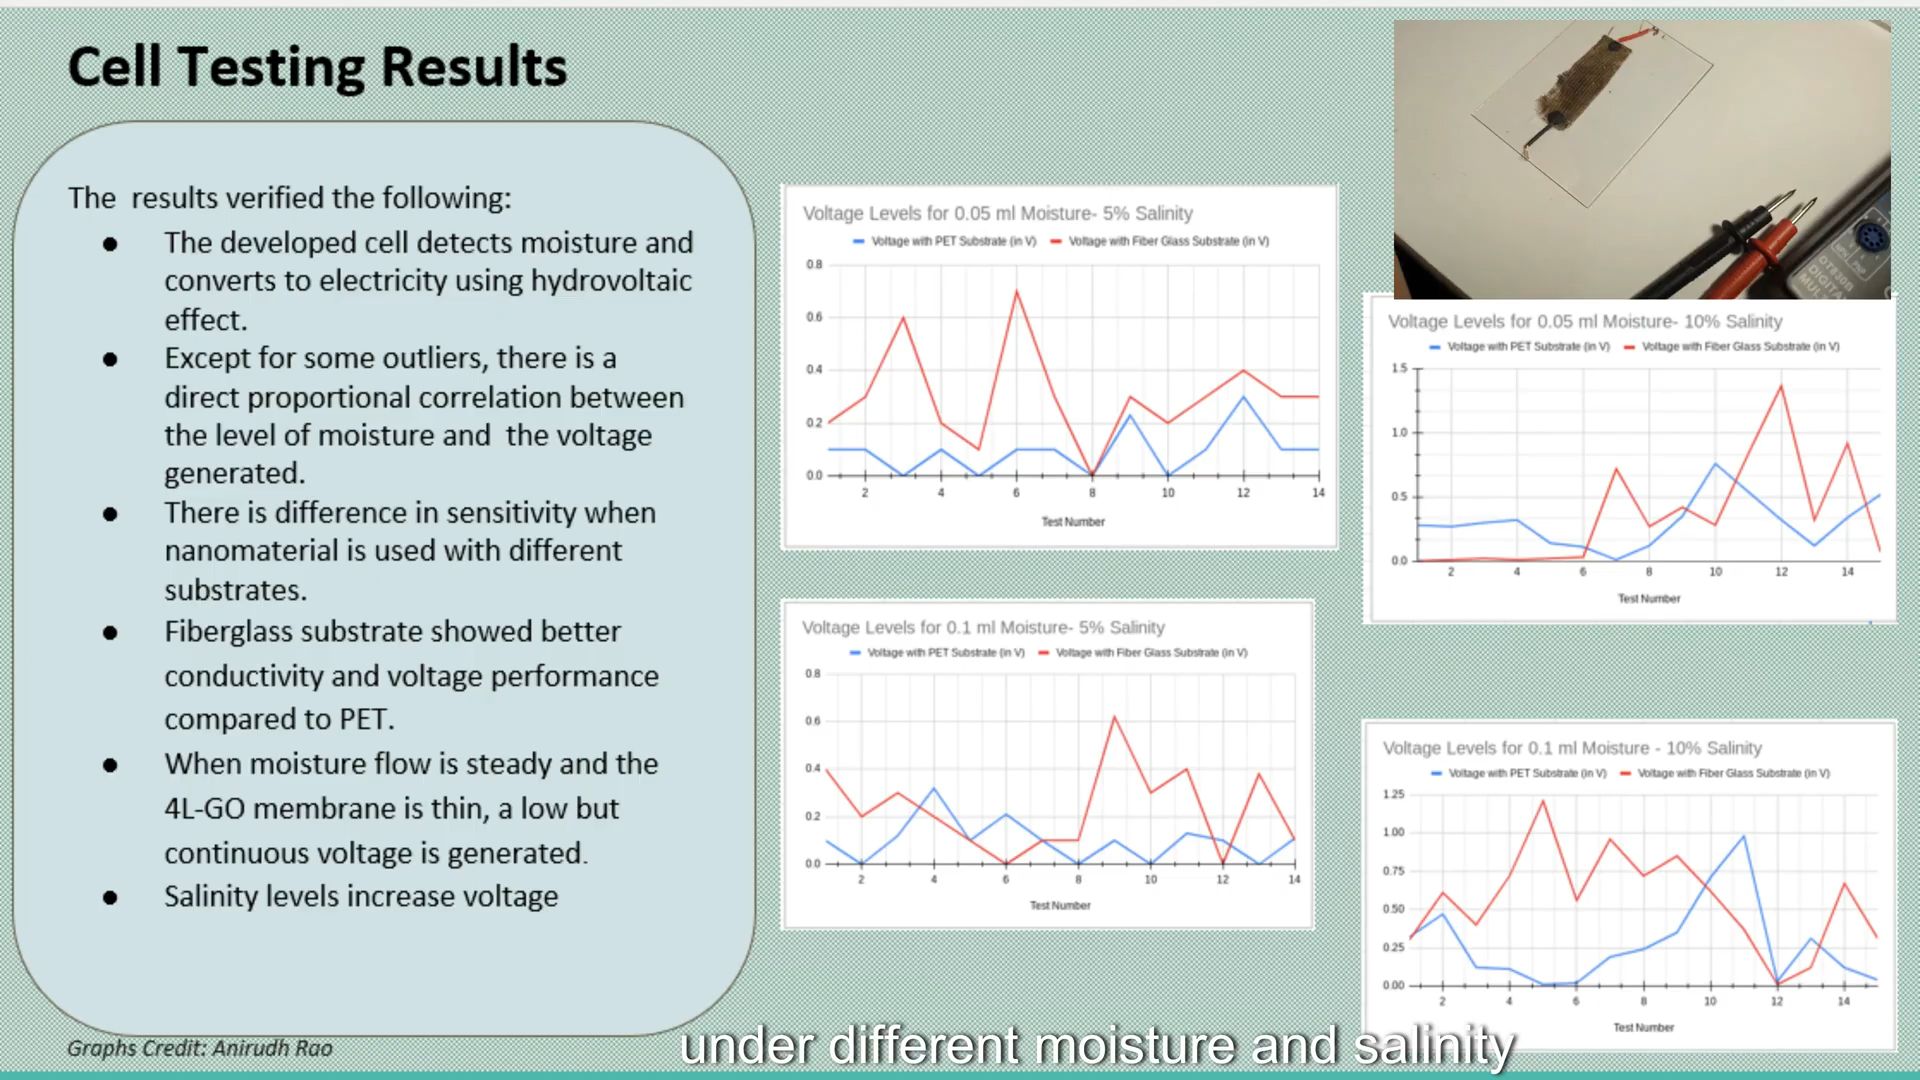 Cell Testing Results
The results verified the following:
● The developed cell detects moisture and
converts to electricity using hydrovoltaic
effect.
● Except for some outliers, there is a
direct proportional correlation between
the level of moisture and the voltage
generated.
● There is difference in sensitivity when
nanomaterial is used with different
substrates.
● Fiberglass substrate showed better
conductivity and voltage performance
compared to PET.
● When moisture flow is steady and the
4L-GO membrane is thin, a low but
continuous voltage is generated.
● Salinity levels increase voltage
Graphs Credit: Anirudh Rao
Voltage Levels for 0.05 ml Moisture- 5% Salinity
Voltage with PET Substrate (in V) Voltage with Fiber Glass Substrate (in V)
0.8
0.6
0.4
0.2
0.0
2 4 6 8 10 12 14
Test Number
DT830B
DIGITAL
Voltage Levels for 0.05 ml Moisture- 10% Salinity
Voltage with PET Substrate (in V) Voltage with Fiber Glass Substrate (in V)
1.5
1.0
0.5
0.0
2 4 6 8 10 12 14
Test Number
Voltage Levels for 0.1 ml Moisture- 5% Salinity
Voltage with PET Substrate (in V) Voltage with Fiber Glass Substrate (in V)
0.8
0.6
0.4
0.2
0.0
2 4 6 8 10 12 14
Test Number
Voltage Levels for 0.1 ml Moisture - 10% Salinity
Voltage with PET Substrate (in V) Voltage with Fiber Glass Substrate (in V)
1.25
1.00
0.75
0.50
0.25
0.00
2 4 6 8 10 12 14
Test Number
under different moisture and salinity